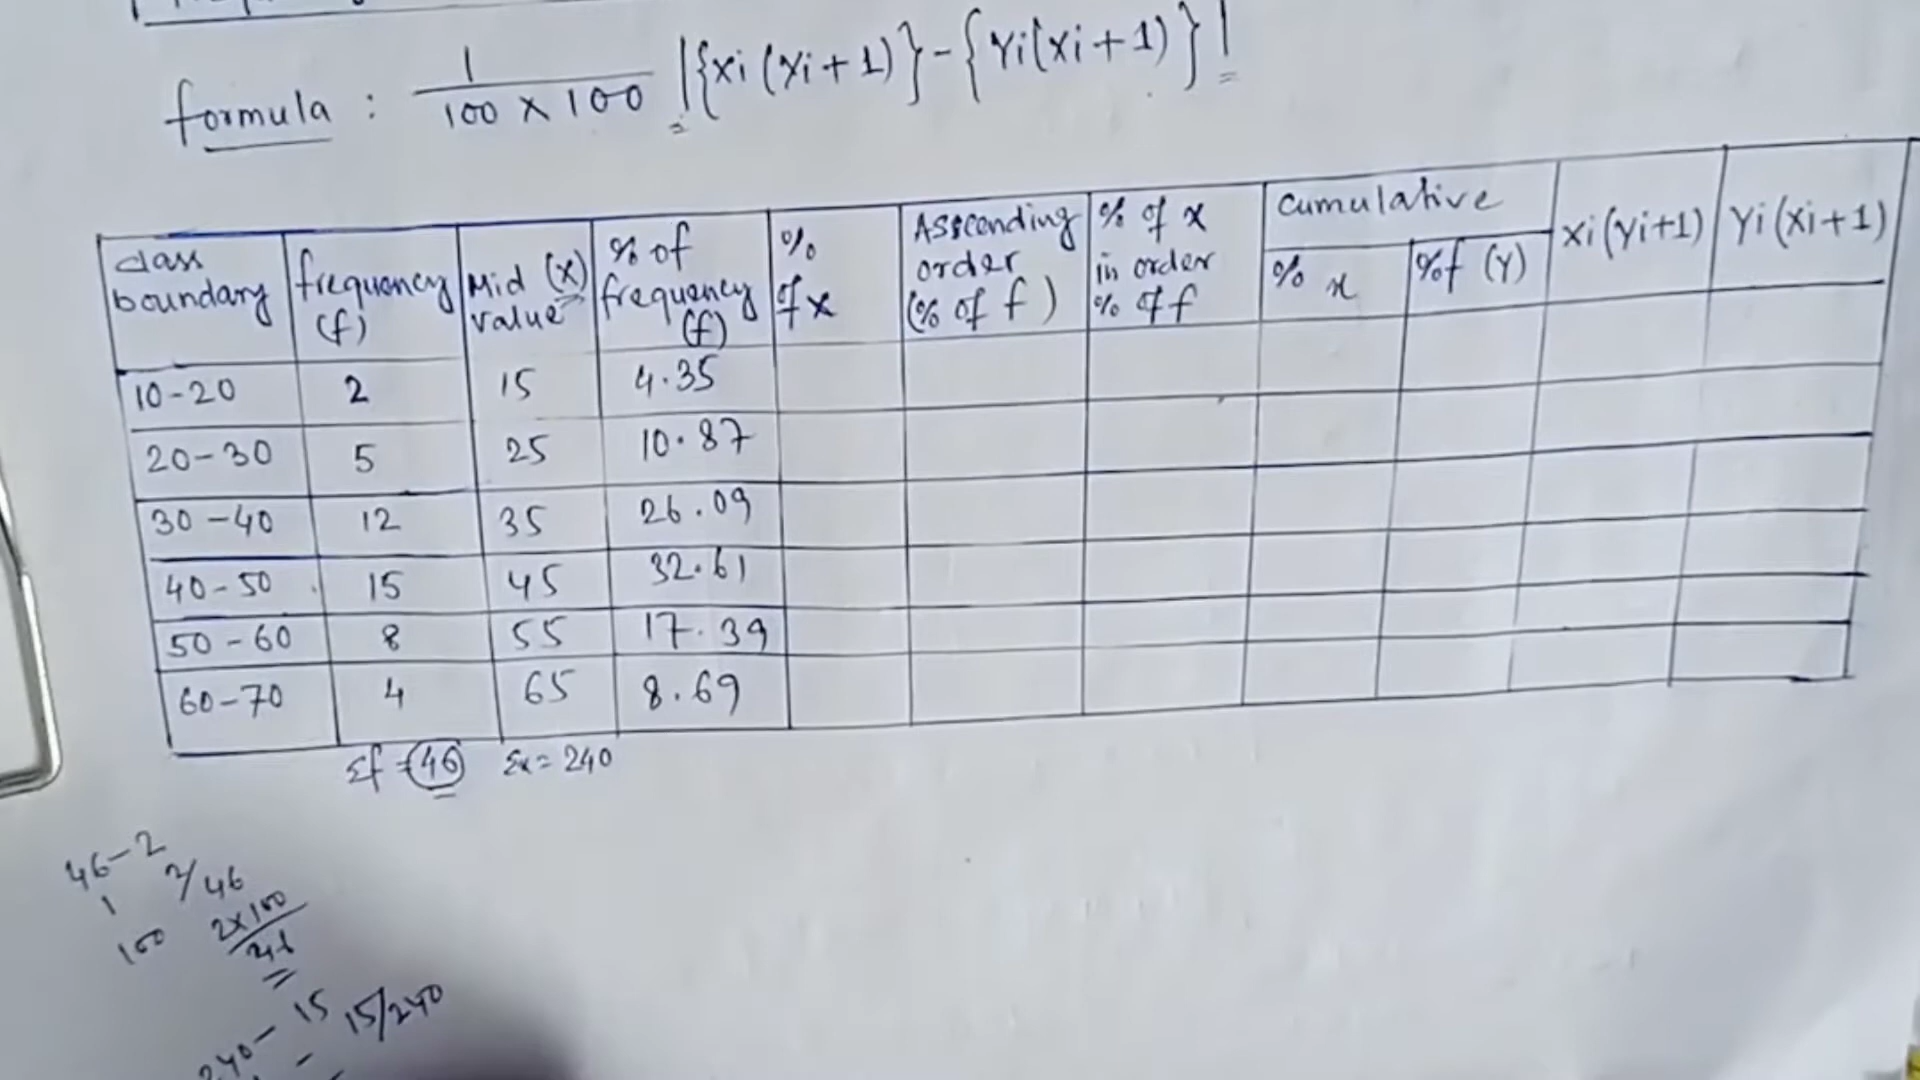 formula : 1 / 100 x 100 |{xi (Yi + 1)} - {Yi(xi + 1)}|
class boundary | frequency (f) | Mid (x) value | % of frequency (f) | % of x | Asscending order (% of f) | % of x in order % of f | Cumulative | xi (Yi+1) | Yi (xi+1)
% x | % f (Y)
10-20 2 15 4.35
20-30 5 25 10.87
30-40 12 35 26.09
40-50 15 45 32.61
50-60 8 55 17.39
60-70 4 65 8.69
Σf = 46 Σx = 240
46-2
1 2/46
100 2x100
240 - 15 15/240